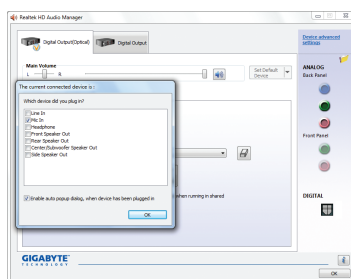 Realtek HD Audio Manager
Digital Output(Optical)
Digital Output
Device advanced
settings
Main Volume
L
R
Set Default
Device
ANALOG
Back Panel
The current connected device is :
Which device did you plug in?
Line In
Mic In
Headphone
Front Speaker Out
Rear Speaker Out
Center/Subwoofer Speaker Out
Side Speaker Out
Front Panel
Enable auto popup dialog, when device has been plugged in
when running in shared
DIGITAL
OK
GIGABYTE
TECHNOLOGY
OK